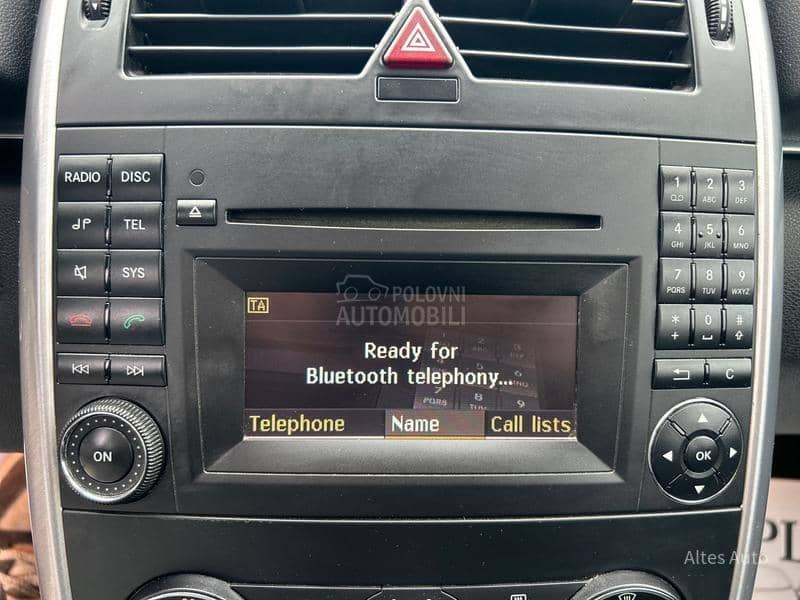 RADIO DISC
TEL
SYS
ON
TA
POLOVNI
AUTOMOBILI
Ready for
Bluetooth telephony...
Telephone Name Call lists
1 2 ABC 3 DEF
4 GHI 5 JKL 6 MNO
7 PQRS 8 TUV 9 WXYZ
* 0 #
C
OK
Altes Auto